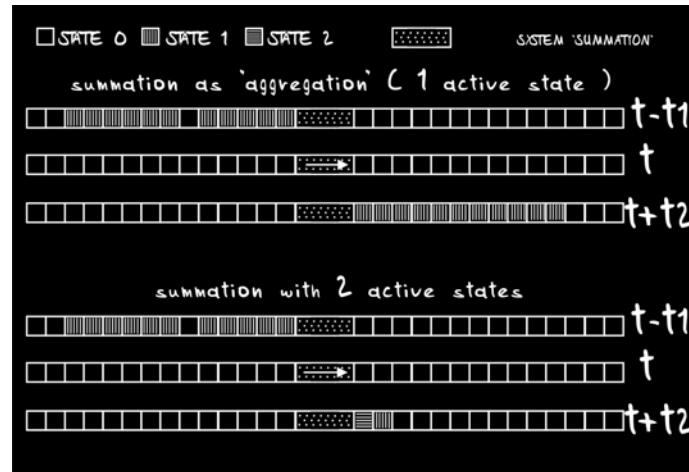 STATE 0 STATE 1 STATE 2 SYSTEM 'SUMMATION'
summation as 'aggregation' ( 1 active state )
t-t1
t
t+t2
summation with 2 active states
t-t1
t
t+t2